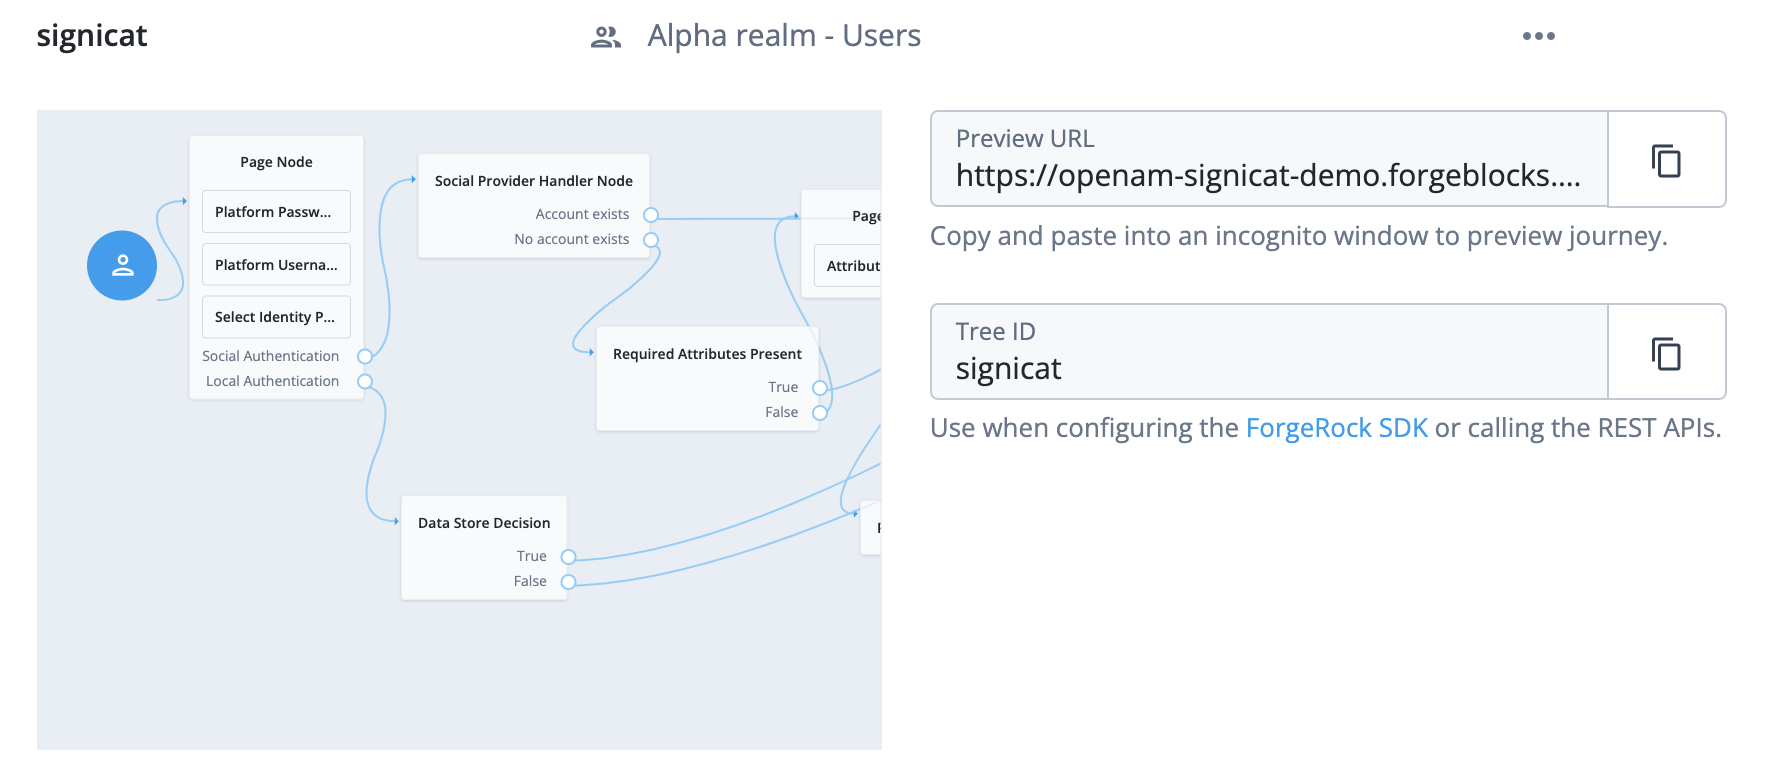 signicat
Alpha realm - Users
Page Node
Platform Passw...
Platform Userna...
Select Identity P...
Social Authentication
Local Authentication
Social Provider Handler Node
Account exists
No account exists
Page
Attribut
Required Attributes Present
True
False
Data Store Decision
True
False
Preview URL
https://openam-signicat-demo.forgeblocks....
Copy and paste into an incognito window to preview journey.
Tree ID
signicat
Use when configuring the ForgeRock SDK or calling the REST APIs.